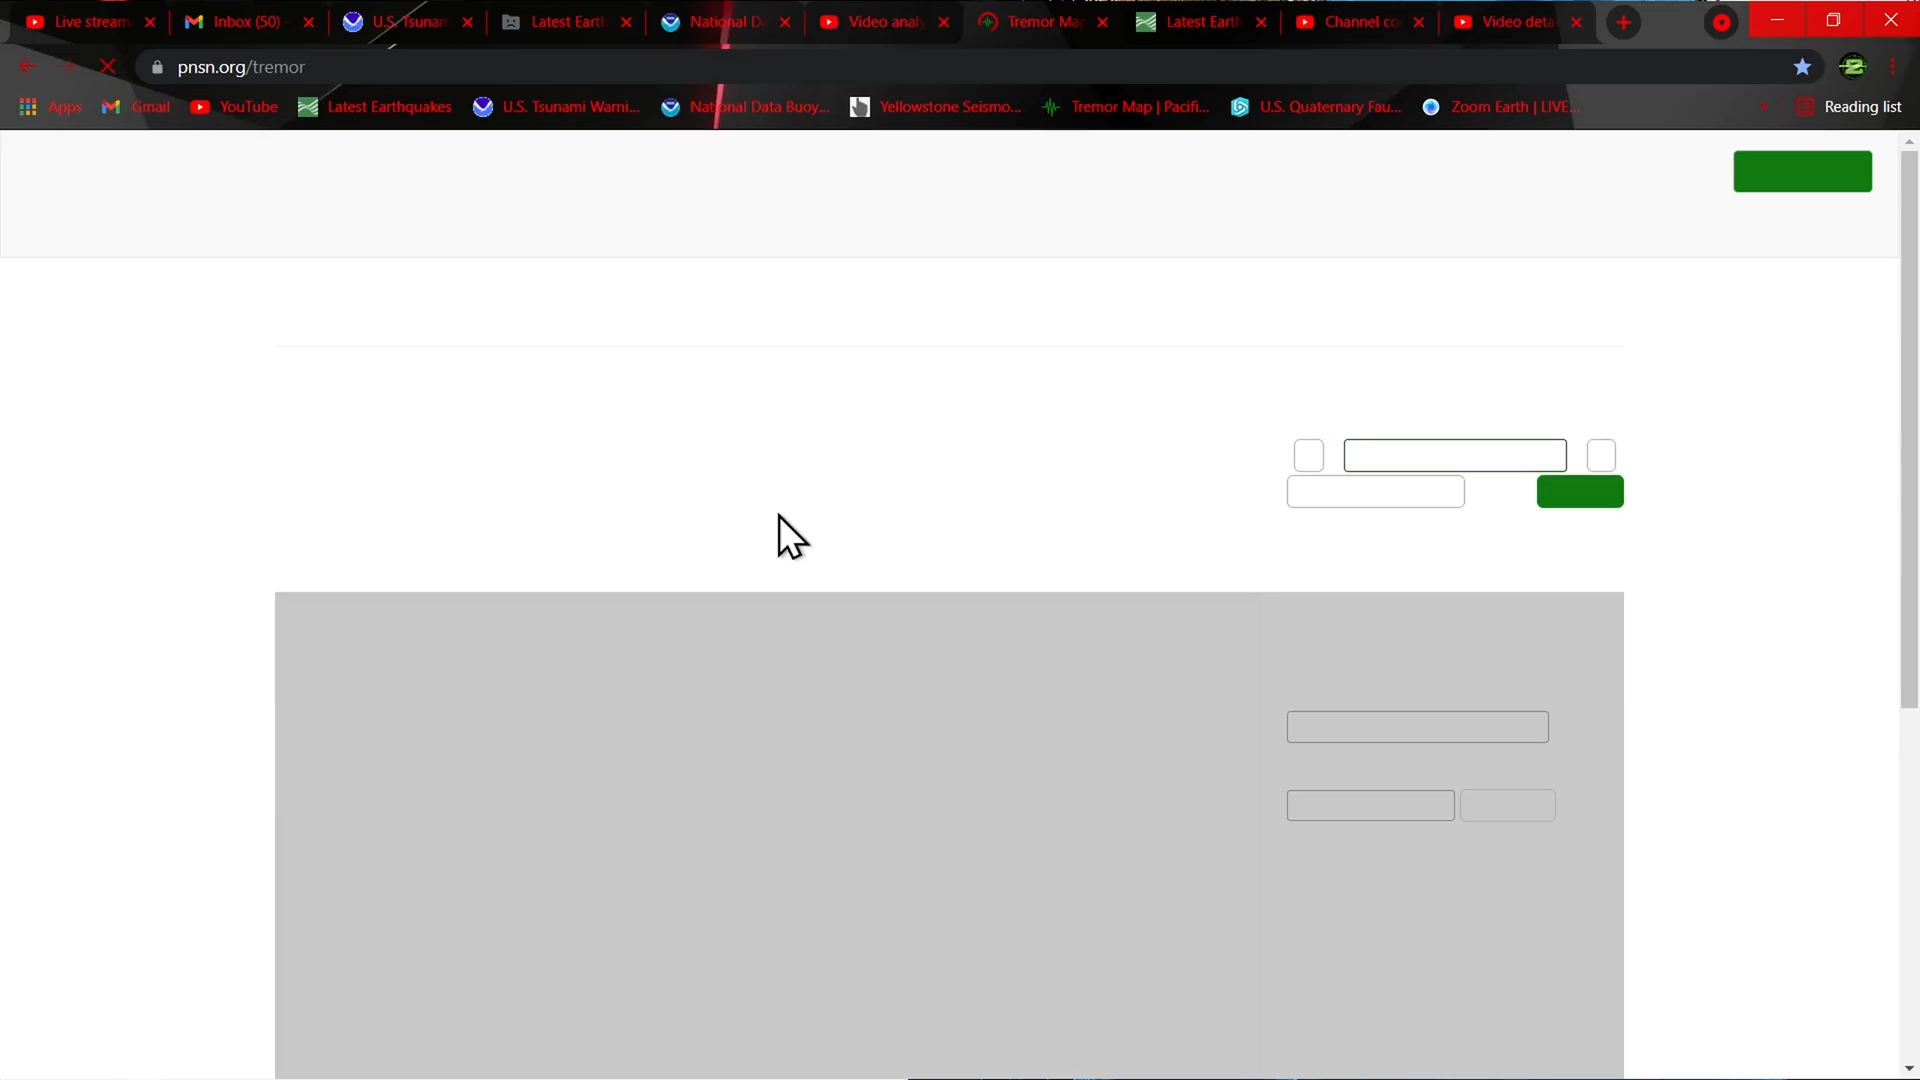 Live stream Inbox (50) U.S. Tsunan Latest Earth National D Video analy Tremor Ma Latest Earth Channel co Video deta
pnsn.org/tremor
Apps Gmail YouTube Latest Earthquakes U.S. Tsunami Warni... National Data Buoy... Yellowstone Seismo... Tremor Map | Pacifi... U.S. Quaternary Fau... Zoom Earth | LIVE... » Reading list